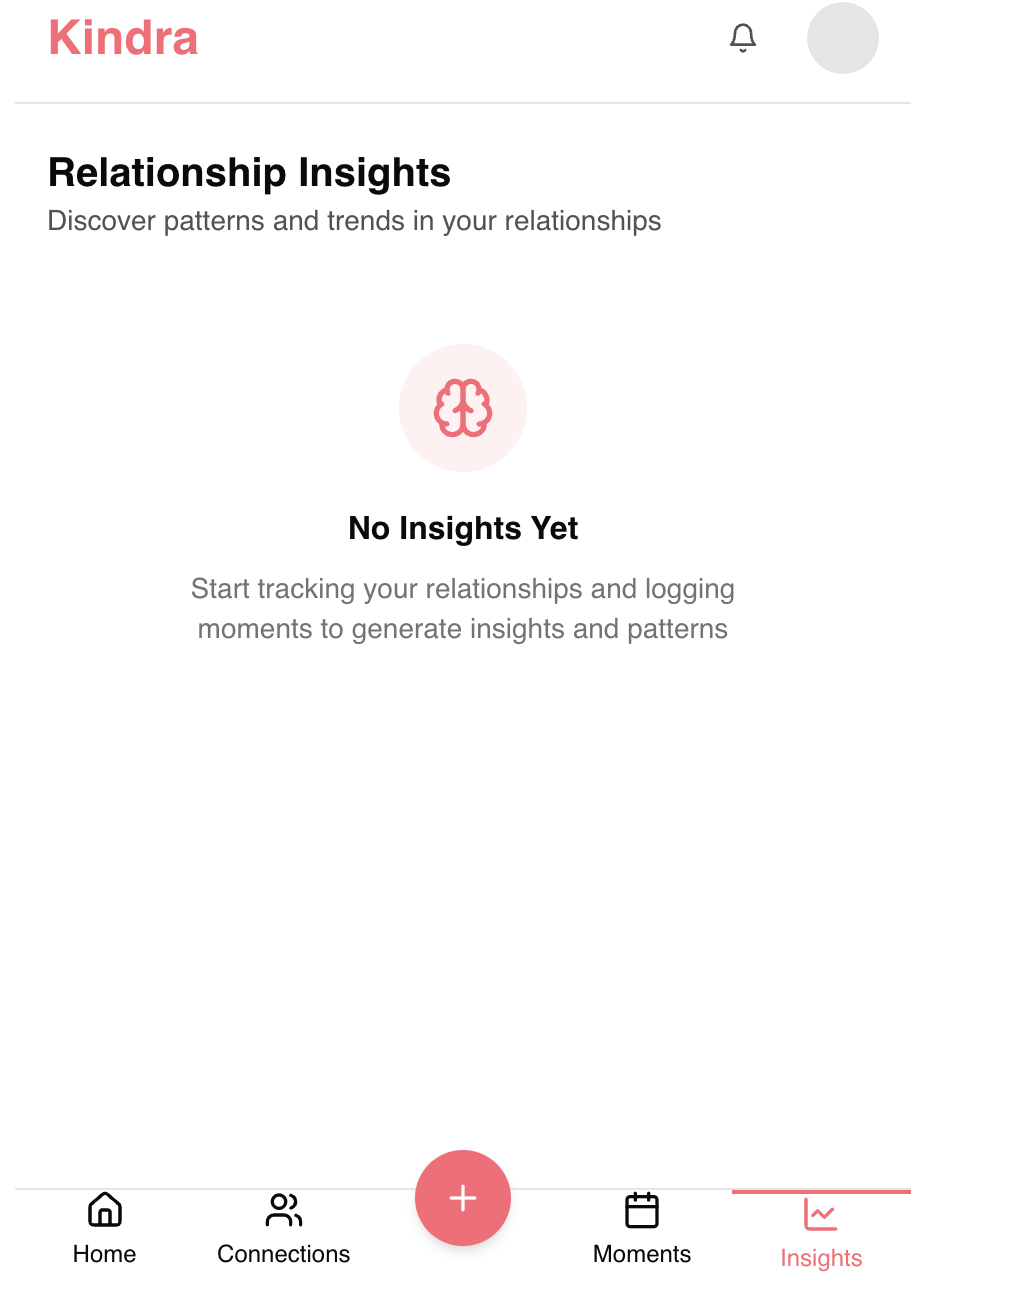 Kindra
Relationship Insights
Discover patterns and trends in your relationships
No Insights Yet
Start tracking your relationships and logging
moments to generate insights and patterns
Home
Connections
Moments
Insights